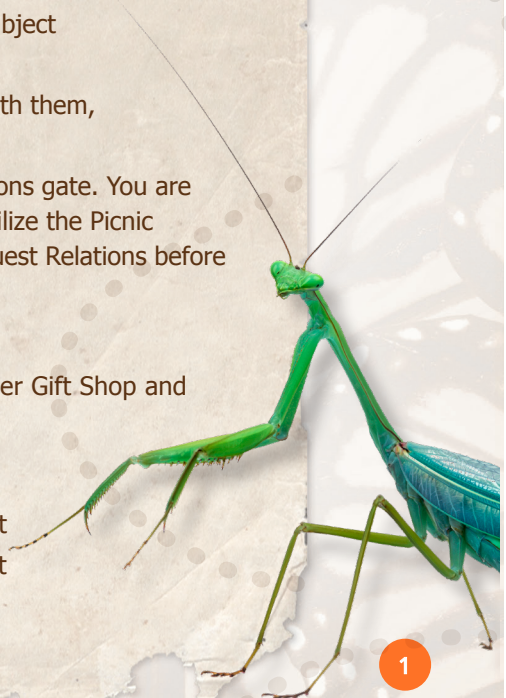 bject
th them,
ons gate. You are
ilize the Picnic
uest Relations before
er Gift Shop and
t
t
1